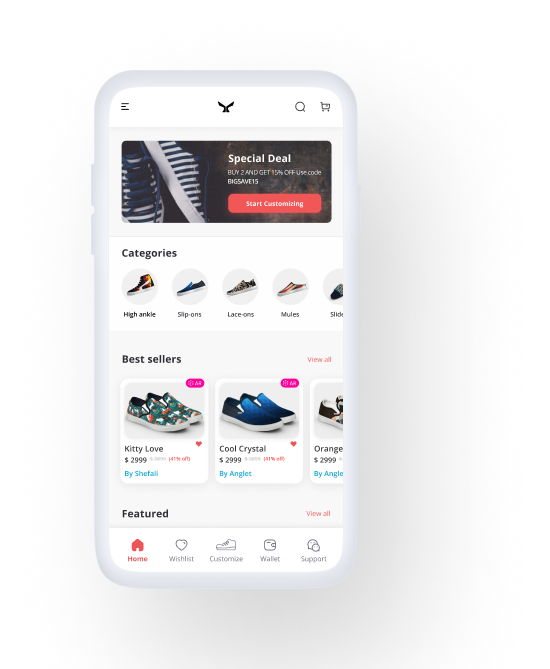 Special Deal
BUY 2 AND GET 15% OFF Use code
BIGSAVE15
Start Customizing
Categories
High ankle
Slip-ons
Lace-ons
Mules
Slide
Best sellers
View all
AR
AR
Kitty Love
$ 2999 (41% off)
By Shefali
Cool Crystal
$ 2999 (41% off)
By Anglet
Orange
$ 2999
By Angle
Featured
View all
Home
Wishlist
Customize
Wallet
Support